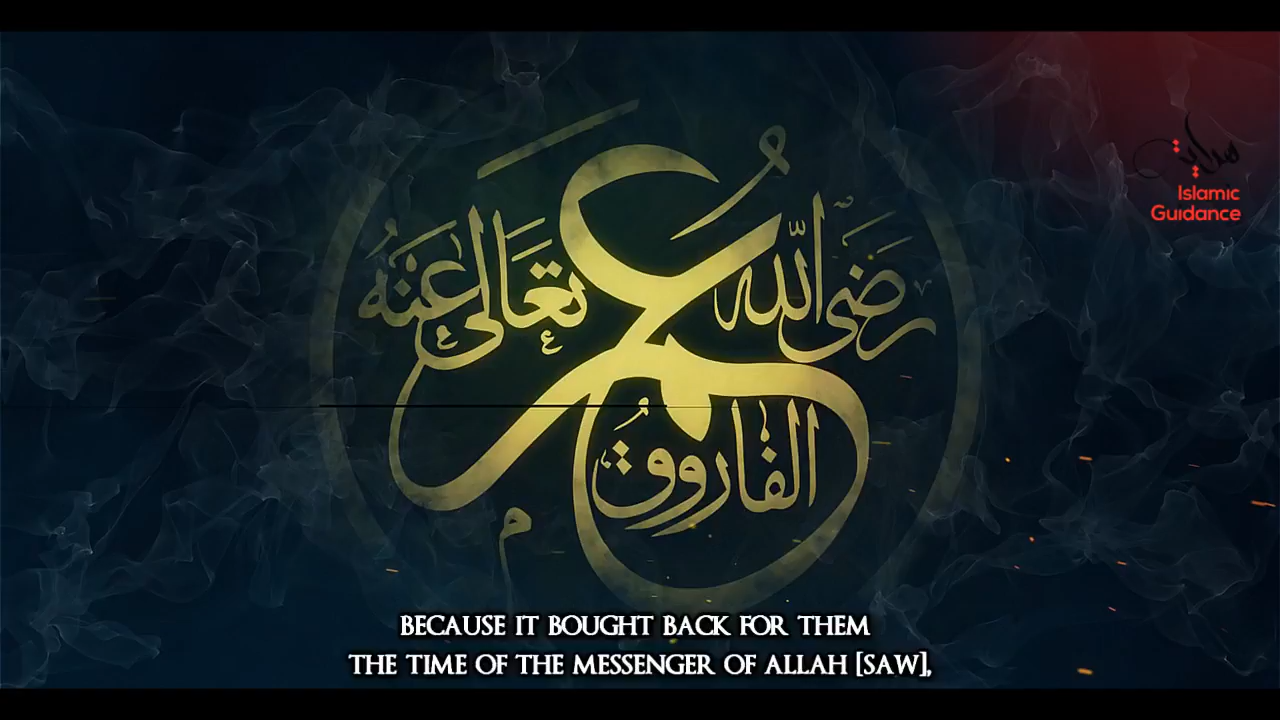 هداية
Islamic
Guidance
عمر
رضي الله تعالى عنه
الفاروق
BECAUSE IT BOUGHT BACK FOR THEM
THE TIME OF THE MESSENGER OF ALLAH [SAW],